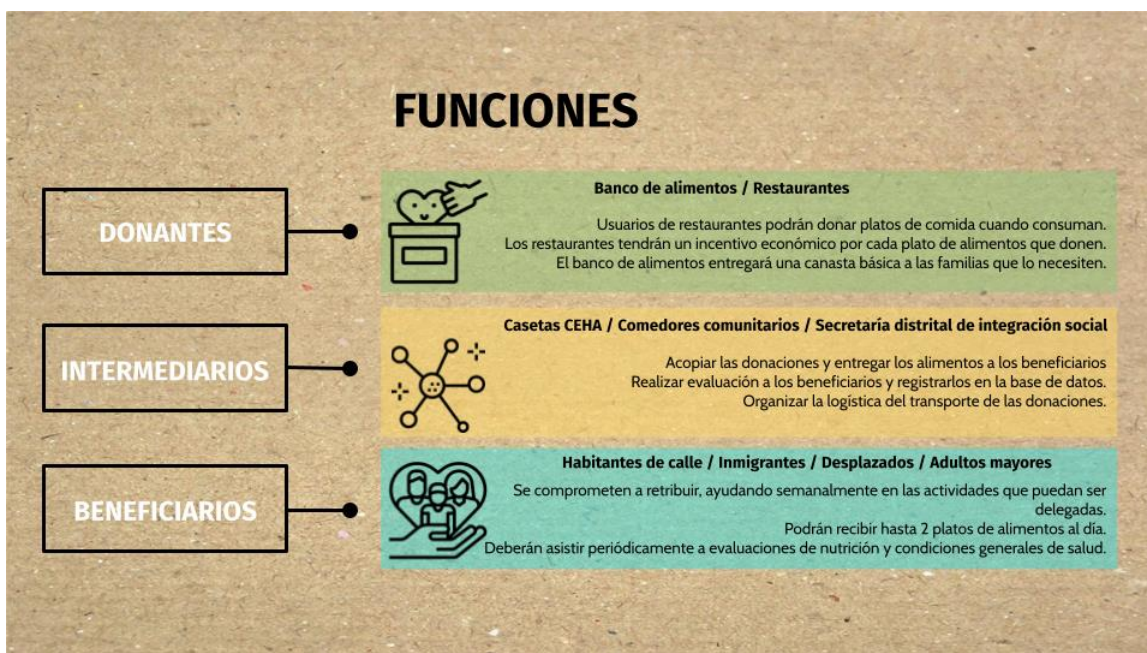 FUNCIONES
DONANTES
Banco de alimentos / Restaurantes
Usuarios de restaurantes podrán donar platos de comida cuando consuman.
Los restaurantes tendrán un incentivo económico por cada plato de alimentos que donen.
El banco de alimentos entregará una canasta básica a las familias que lo necesiten.
INTERMEDIARIOS
Casetas CEHA / Comedores comunitarios / Secretaría distrital de integración social
Acopiar las donaciones y entregar los alimentos a los beneficiarios
Realizar evaluación a los beneficiarios y registrarlos en la base de datos.
Organizar la logística del transporte de las donaciones.
BENEFICIARIOS
Habitantes de calle / Inmigrantes / Desplazados / Adultos mayores
Se comprometen a retribuir, ayudando semanalmente en las actividades que puedan ser
delegadas.
Podrán recibir hasta 2 platos de alimentos al día.
Deberán asistir periódicamente a evaluaciones de nutrición y condiciones generales de salud.